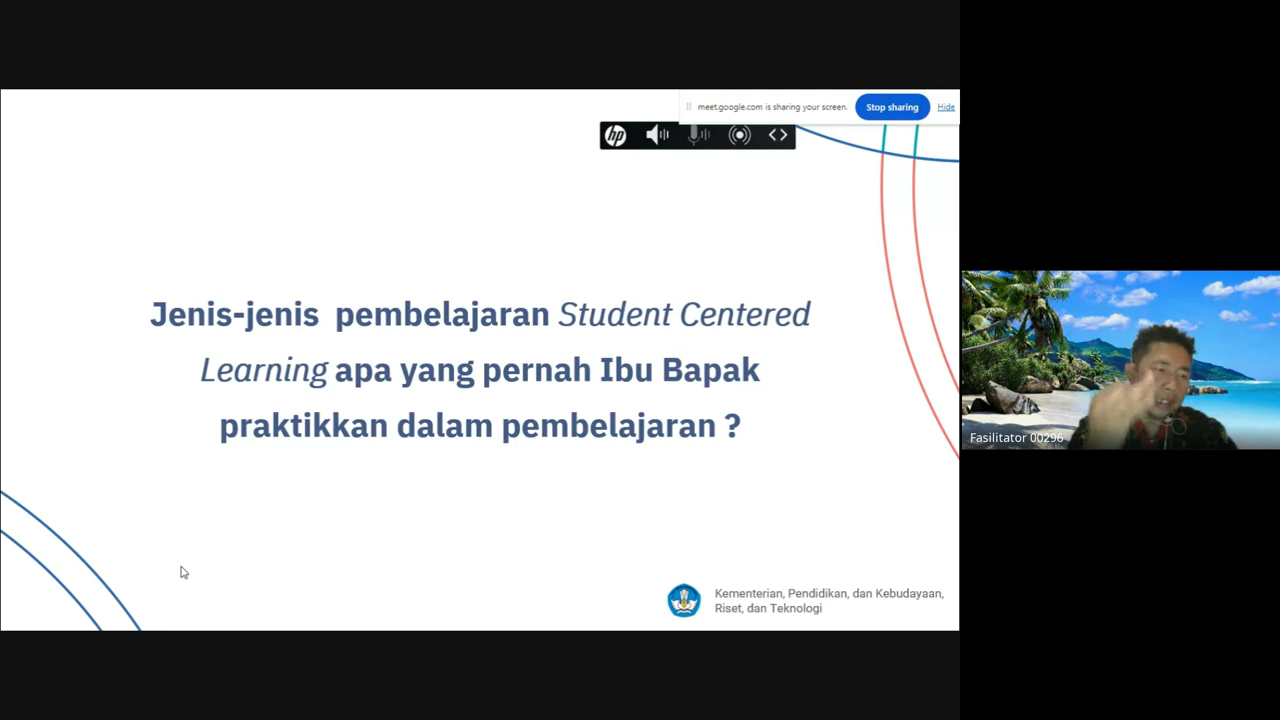 meet.google.com is sharing your screen.
Stop sharing
Hide
hp
Jenis-jenis pembelajaran Student Centered
Learning apa yang pernah Ibu Bapak
praktikkan dalam pembelajaran ?
Fasilitator 00296
Kementerian, Pendidikan, dan Kebudayaan,
Riset, dan Teknologi